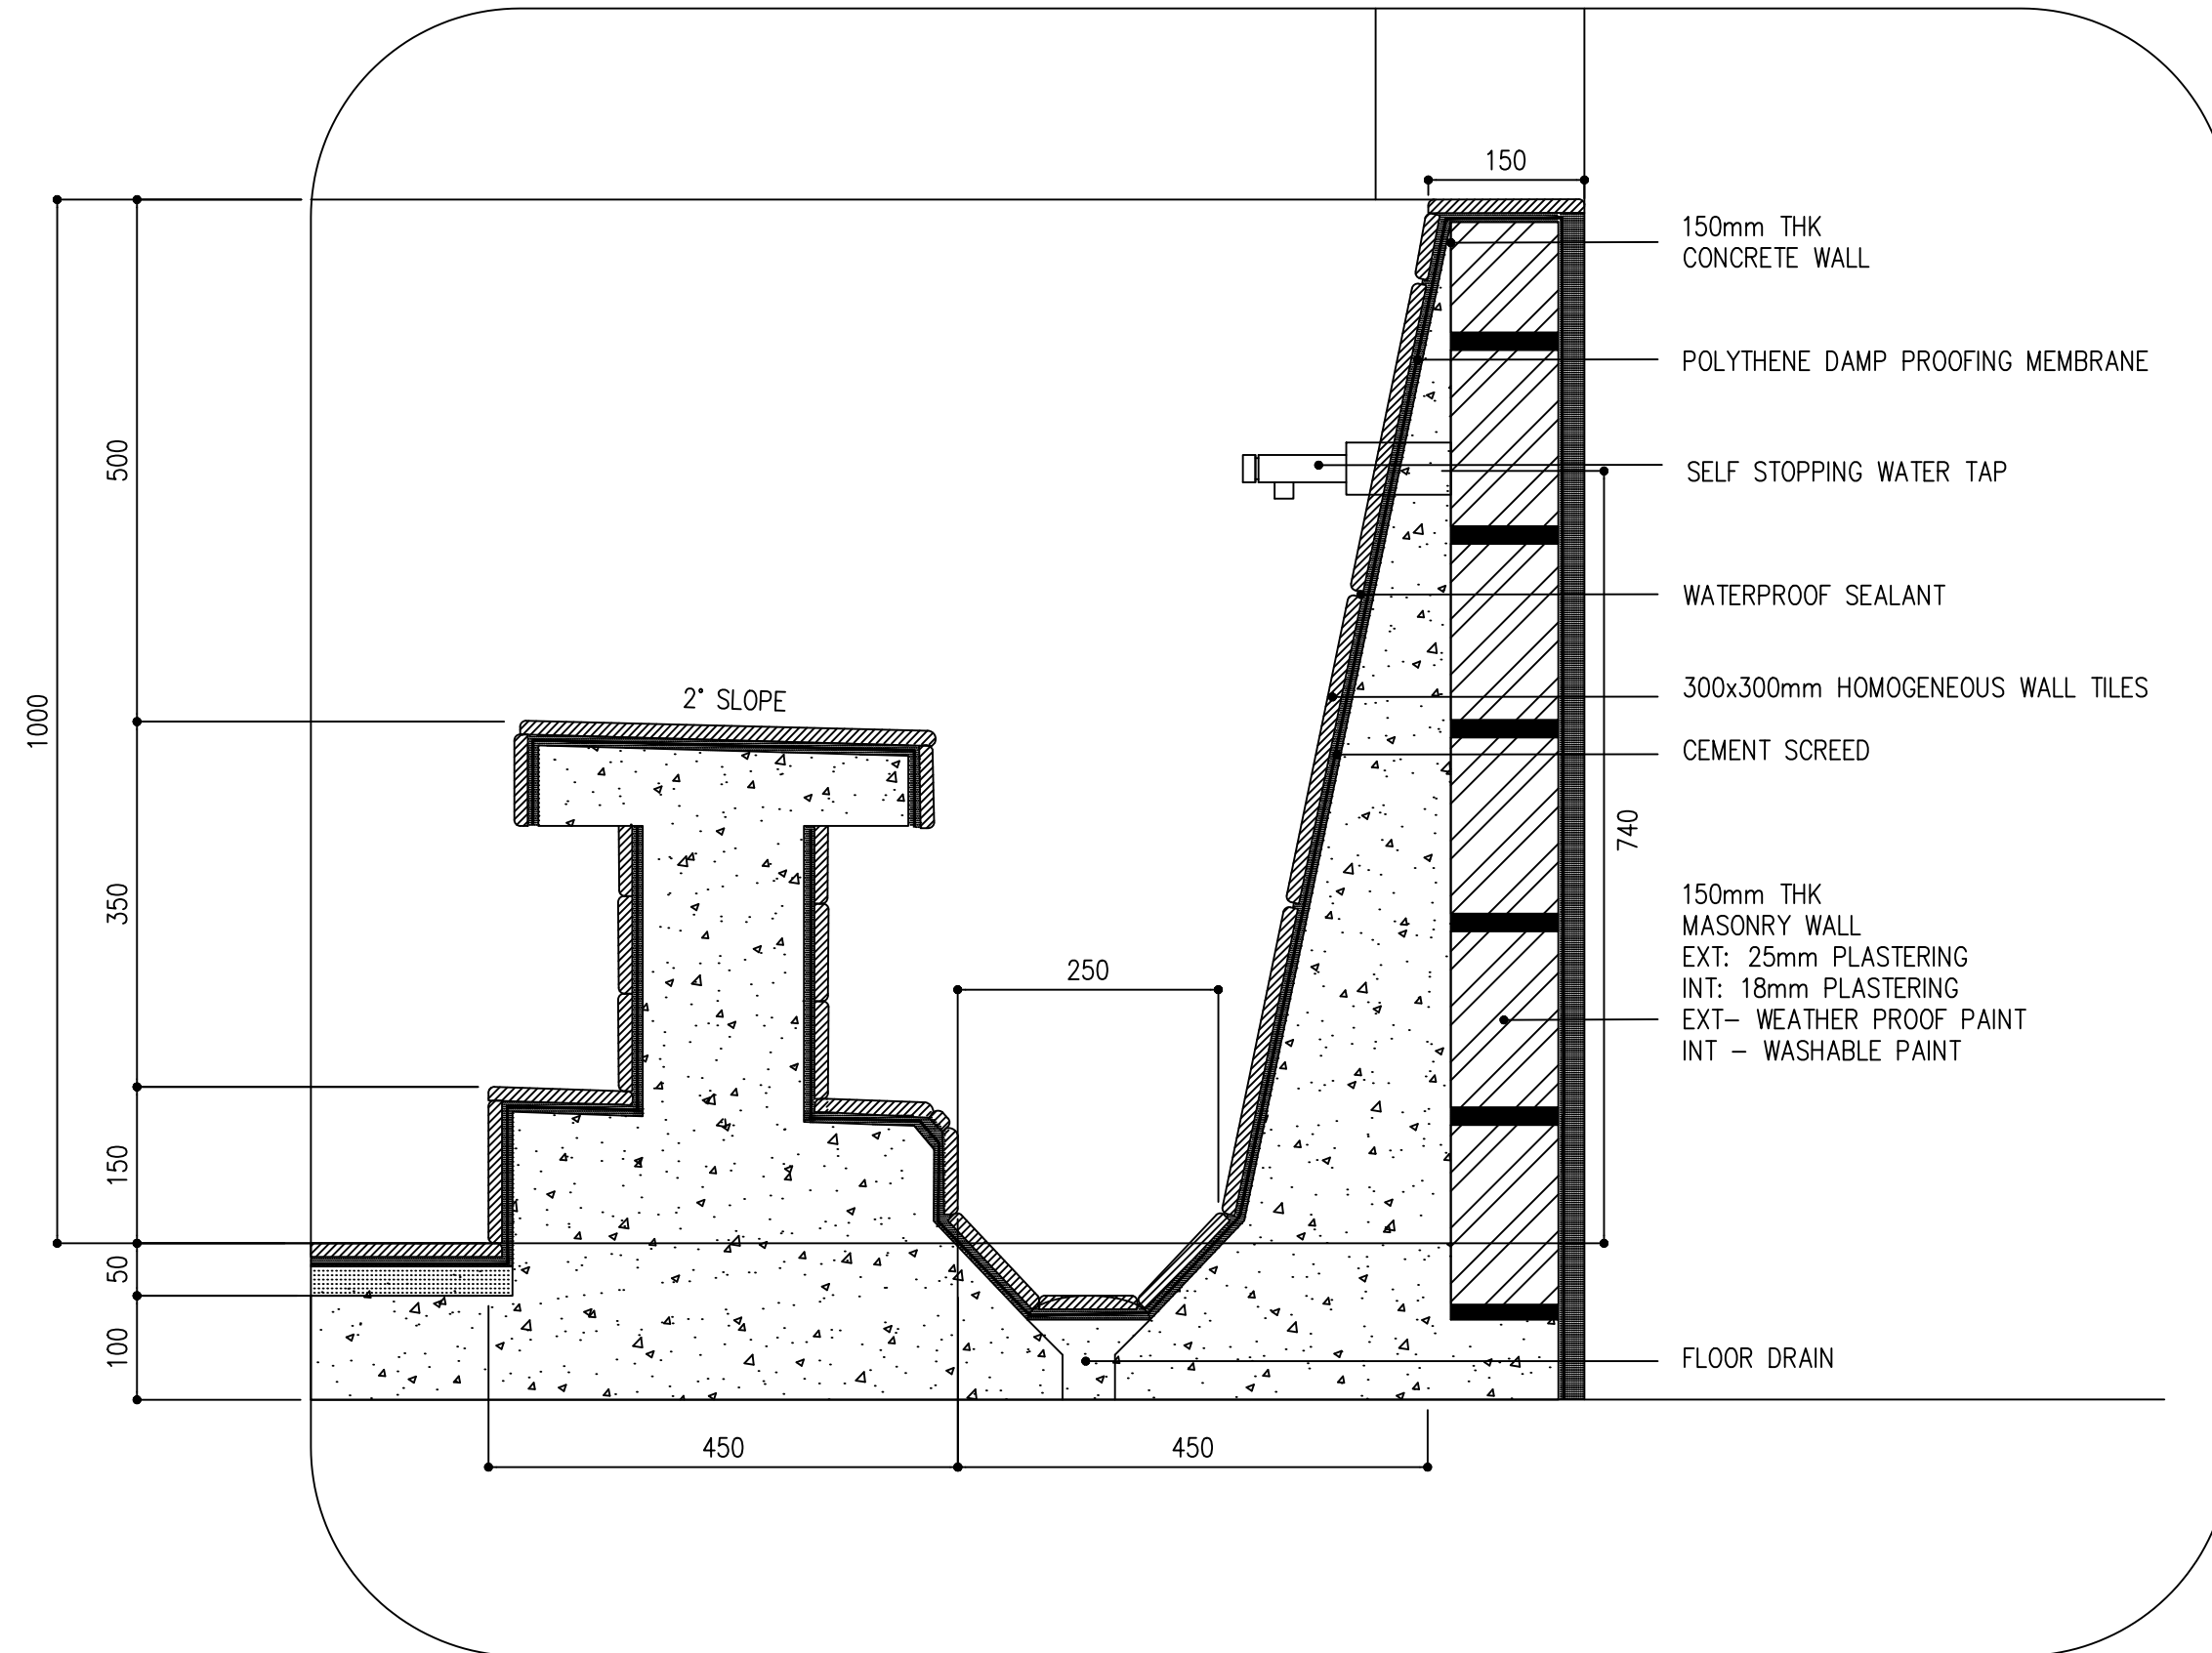 150
150mm THK
CONCRETE WALL
POLYTHENE DAMP PROOFING MEMBRANE
500
SELF STOPPING WATER TAP
WATERPROOF SEALANT
300x300mm HOMOGENEOUS WALL TILES
2° SLOPE
1000
CEMENT SCREED
740
350
150mm THK
MASONRY WALL
EXT: 25mm PLASTERING
INT: 18mm PLASTERING
EXT- WEATHER PROOF PAINT
INT - WASHABLE PAINT
250
150
50
100
FLOOR DRAIN
450
450